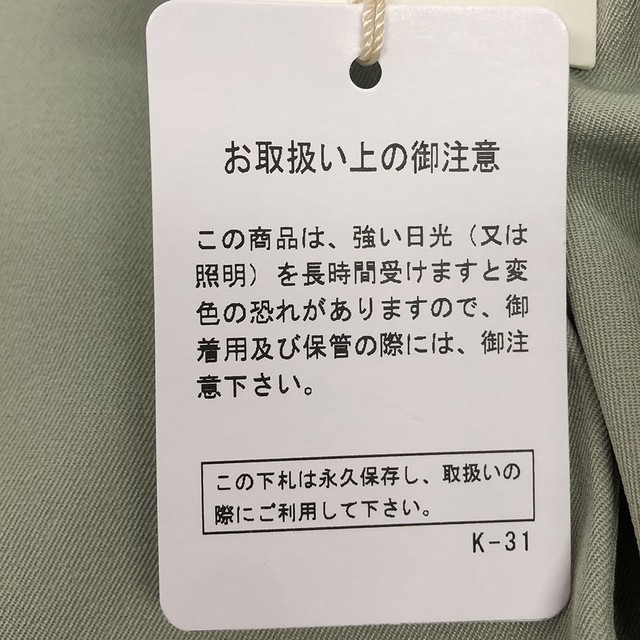 お取扱い上の御注意
この商品は、強い日光（又は
照明）を長時間受けますと変
色の恐れがありますので、御
着用及び保管の際には、御注
意下さい。
この下札は永久保存し、取扱いの
際にご利用して下さい。
K-31